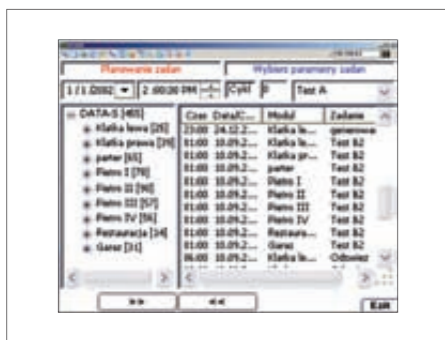 Planowanie zadań Wybierz parametry zadań
1/1/2002 2:00:00 PM Cykl 0 Test A
DATA-S [465]
Klatka lewa [25]
Klatka prawa [29]
parter [65]
Piętro I [70]
Piętro II [90]
Piętro III [57]
Piętro IV [56]
Restauracja [24]
Garaż [21]
Czas Data/C... Moduł Zadanie
23:00 24.12.2... Klatka le... generowa
01:00 10.09.2... Klatka le... Test B2
01:00 10.09.2... Klatka pr... Test B2
01:00 10.09.2... parter Test B2
01:00 10.09.2... Piętro I Test B2
01:00 10.09.2... Piętro II Test B2
01:00 10.09.2... Piętro III Test B2
01:00 10.09.2... Piętro IV Test B2
01:00 10.09.2... Restaura... Test B2
01:00 10.09.2... Garaż Test B2
06:00 10.09.2... Klatka le... Odśwież
>> <<
Exit